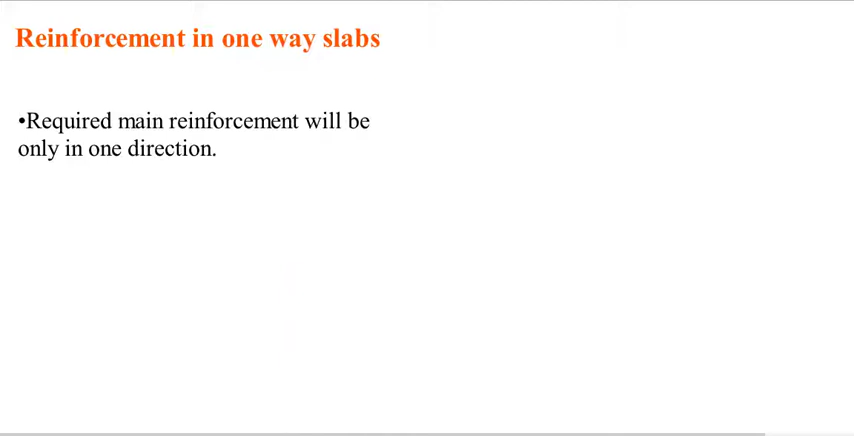 Reinforcement in one way slabs
•Required main reinforcement will be
only in one direction.